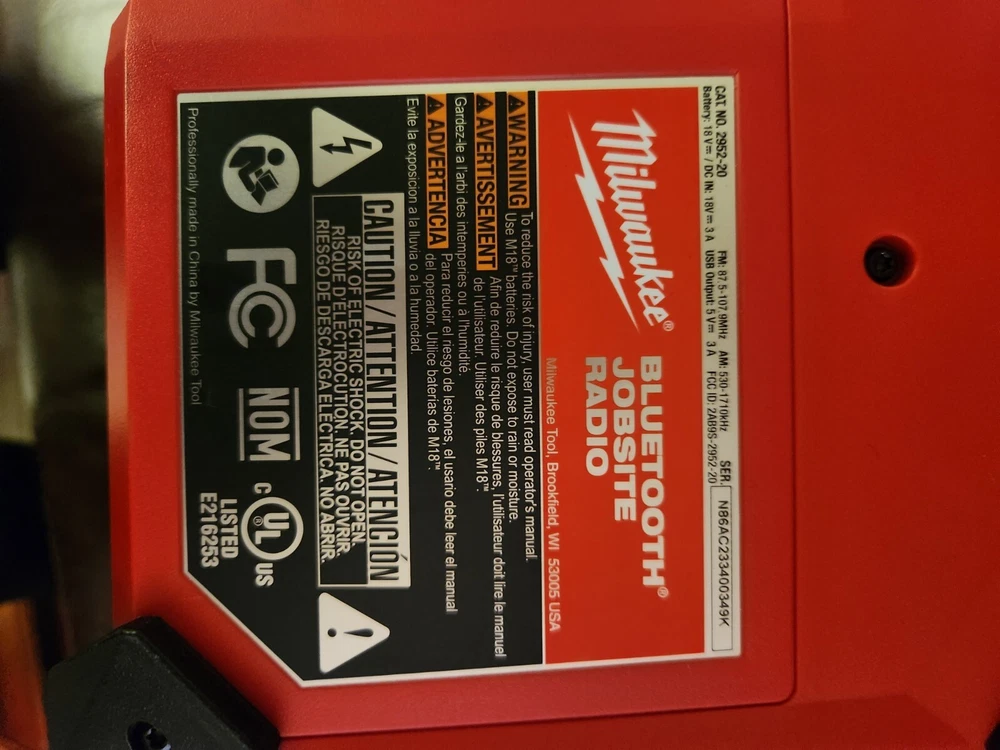 CAT. NO. 2952-20 FM: 87.5-107.9MHz AM: 530-1710kHz SER. N86AC233400349K
Battery: 18 V⎓ / DC IN: 18V⎓ 3 A USB Output: 5 V⎓ 3 A FCC ID: 2AB9S-2952-20
Milwaukee®
BLUETOOTH®
JOBSITE
RADIO
Milwaukee Tool, Brookfield, WI 53005 USA
⚠ WARNING To reduce the risk of injury, user must read operator's manual.
Use M18™ batteries. Do not expose to rain or moisture.
⚠ AVERTISSEMENT Afin de reduire le risque de blessures, l'utilisateur doit lire le manuel
de l'utilisateur. Utiliser des piles M18™.
Gardez-le a l'arbi des intemperies ou à l'humidité.
⚠ ADVERTENCIA Para reducir el riesgo de lesiones, el usario debe leer el manual
del operador. Utilice baterías de M18™.
Evite la exposicion a la lluvia o a la humedad.
CAUTION / ATTENTION / ATENCIÓN
RISK OF ELECTRIC SHOCK. DO NOT OPEN.
RISQUE D'ELECTROCUTION. NE PAS OUVRIR.
RIESGO DE DESCARGA ELÉCTRICA. NO ABRIR.
FC
NOM
C UL® US
LISTED
E216253
Professionally made in China by Milwaukee Tool